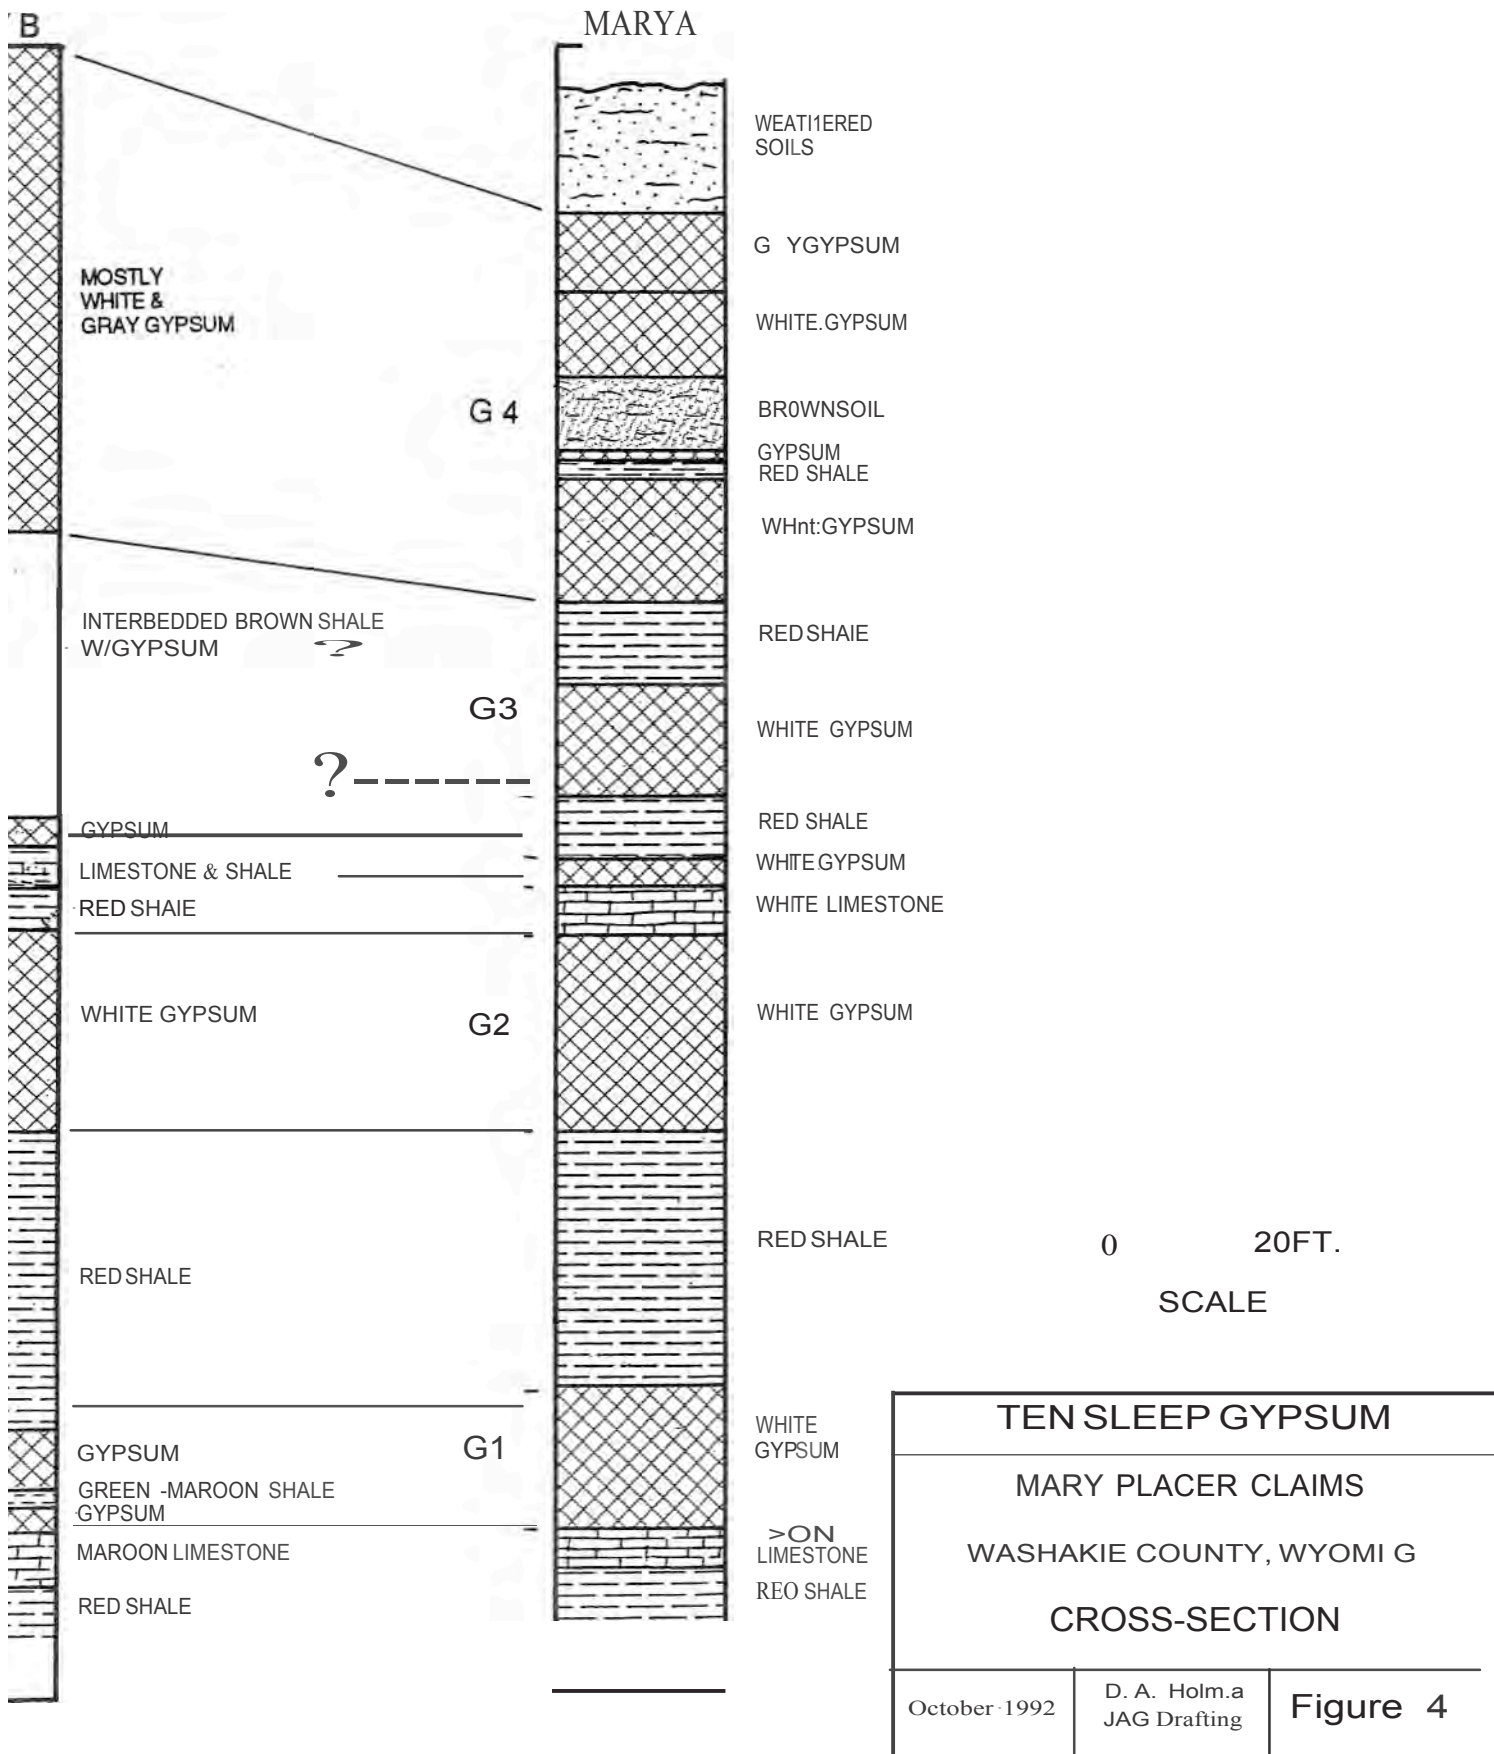 B
MARYA
WEATI1ERED
SOILS
G YGYPSUM
MOSTLY
WHITE &
GRAY GYPSUM
WHITE.GYPSUM
G 4
BR0WNSOIL
GYPSUM
RED SHALE
WHnt:GYPSUM
INTERBEDDED BROWN SHALE
W/GYPSUM ?
RED SHAIE
G3
WHITE GYPSUM
?------
GYPSUM
RED SHALE
LIMESTONE & SHALE
WHITE GYPSUM
RED SHAIE
WHITE LIMESTONE
WHITE GYPSUM
G2
WHITE GYPSUM
RED SHALE
RED SHALE
0 20FT.
SCALE
GYPSUM
G1
WHITE
GYPSUM
GREEN -MAROON SHALE
GYPSUM
MAROON LIMESTONE
>ON
LIMESTONE
RED SHALE
REO SHALE
TEN SLEEP GYPSUM
MARY PLACER CLAIMS
WASHAKIE COUNTY, WYOMI G
CROSS-SECTION
October 1992
D. A. Holm.a
JAG Drafting
Figure 4